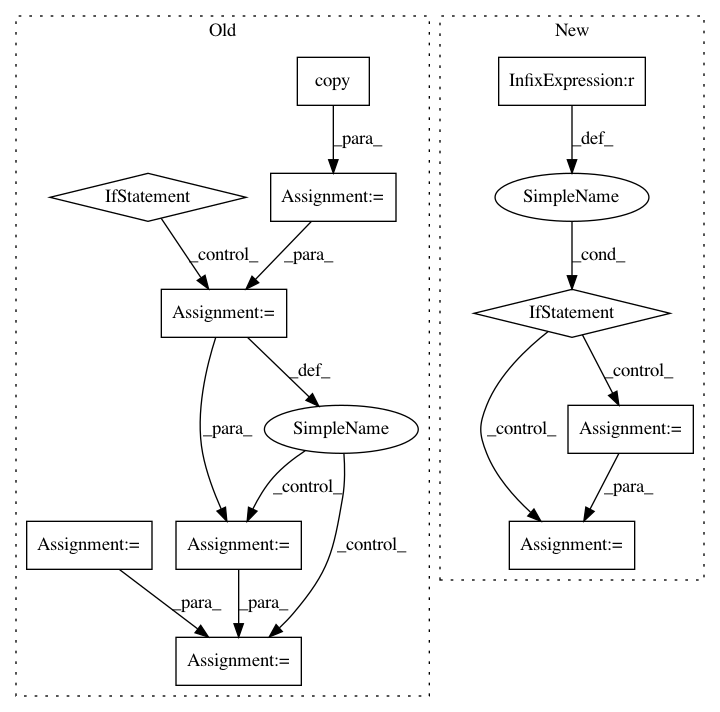 Old
New
copy
InfixExpression:r
_para_
_def_
IfStatement
Assignment:=
SimpleName
_control_
_para_
_cond_
Assignment:=
IfStatement
_def_
_para_
SimpleName
_control_
_control_
Assignment:=
_control_
_control_
_para_
Assignment:=
Assignment:=
Assignment:=
_para_
_para_
Assignment:=